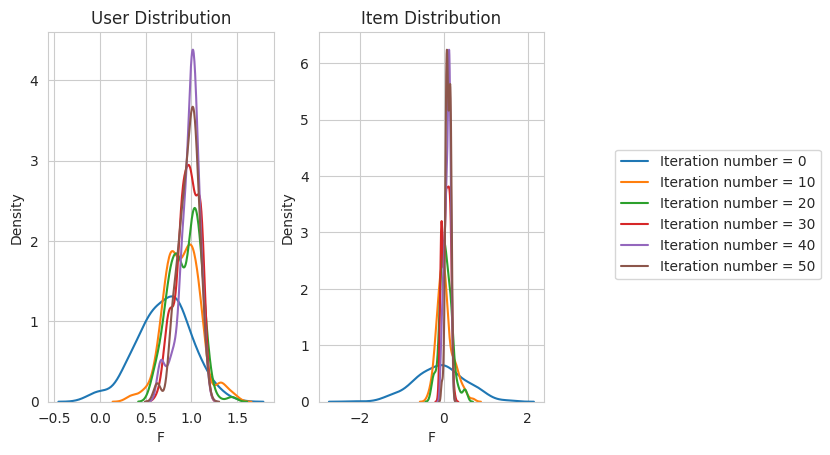 User Distribution
Item Distribution
4
3
2
1
0
Density
−0.5
0.0
0.5
1.0
1.5
F
6
5
4
3
2
1
0
Density
−2
0
2
F
Iteration number = 0
Iteration number = 10
Iteration number = 20
Iteration number = 30
Iteration number = 40
Iteration number = 50